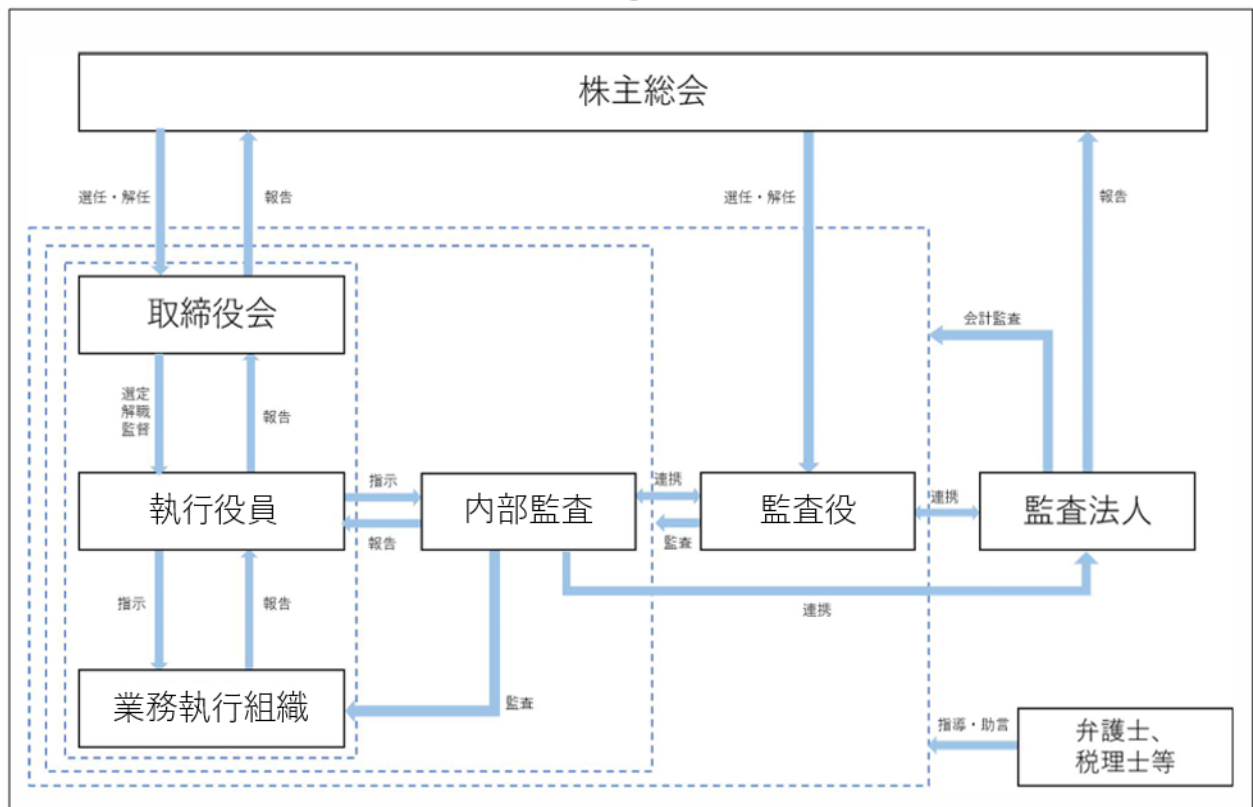 株主総会
選任・解任
報告
選任・解任
報告
取締役会
会計監査
選定
解職
監督
報告
執行役員
指示
報告
内部監査
連携
監査
監査役
連携
監査法人
指示
報告
連携
業務執行組織
監査
指導・助言
弁護士、
税理士等